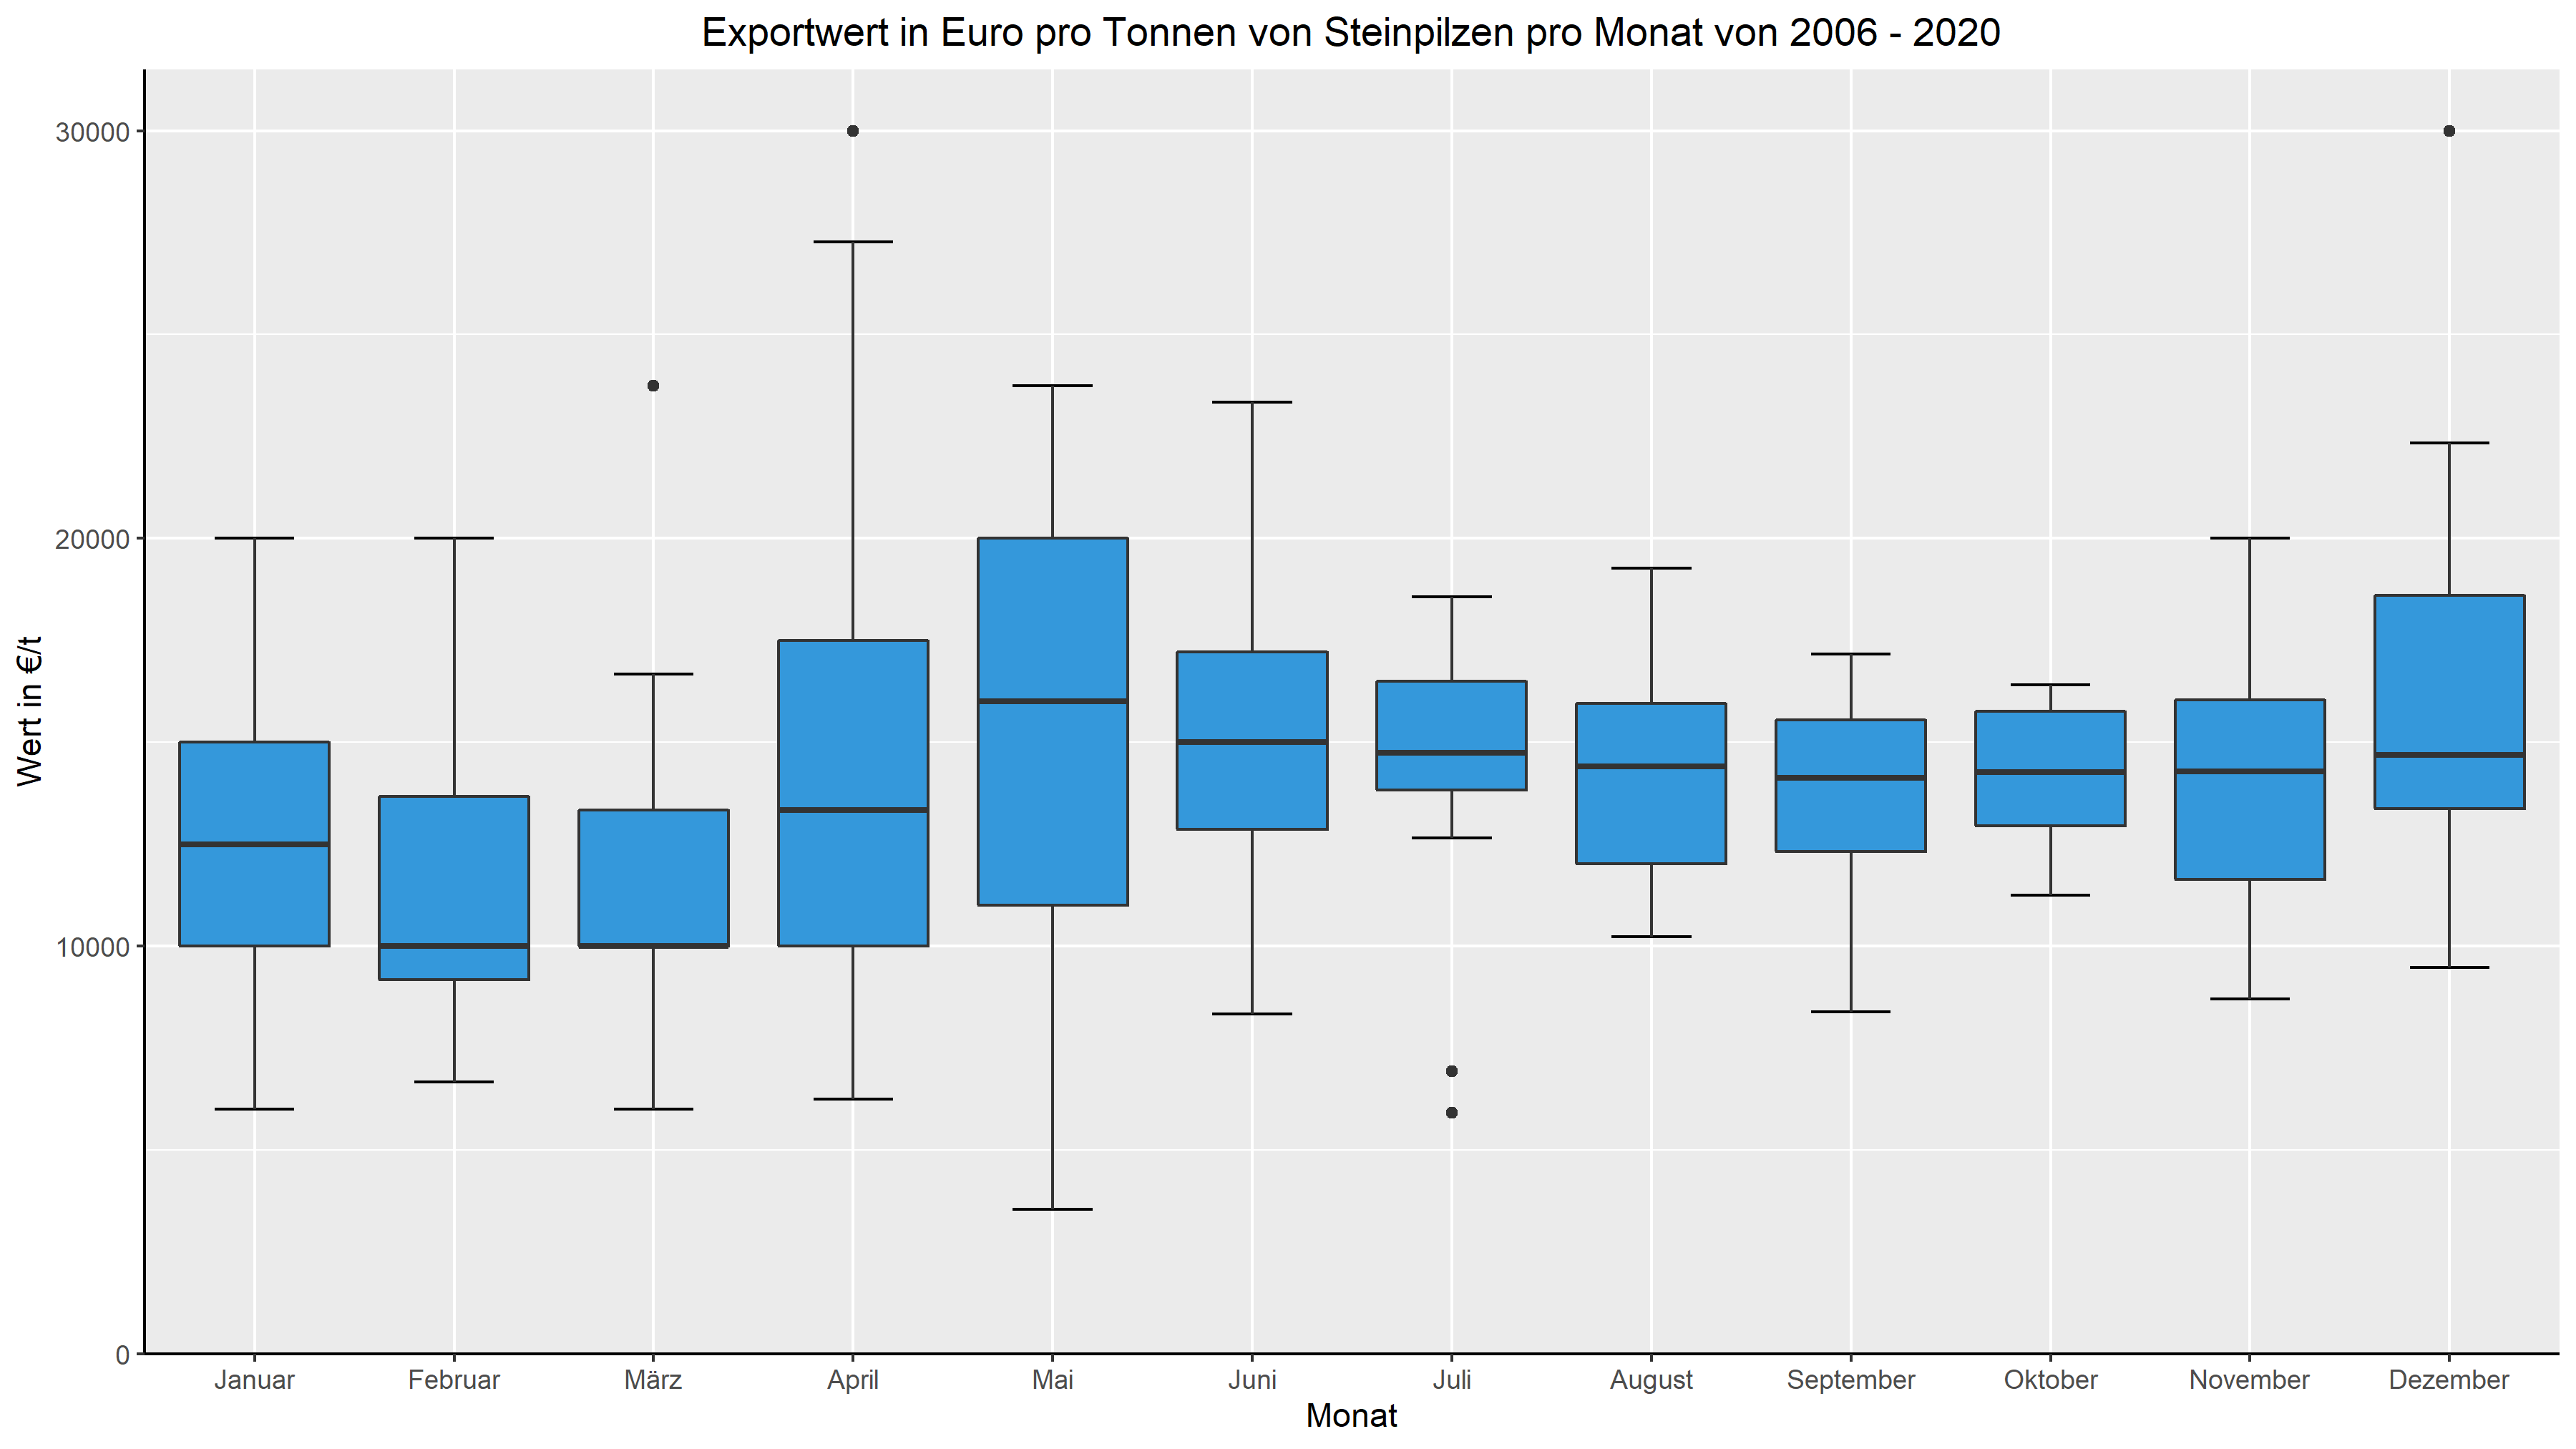 Exportwert in Euro pro Tonnen von Steinpilzen pro Monat von 2006 - 2020
Wert in €/t
30000
20000
10000
0
Januar Februar März April Mai Juni Juli August September Oktober November Dezember
Monat